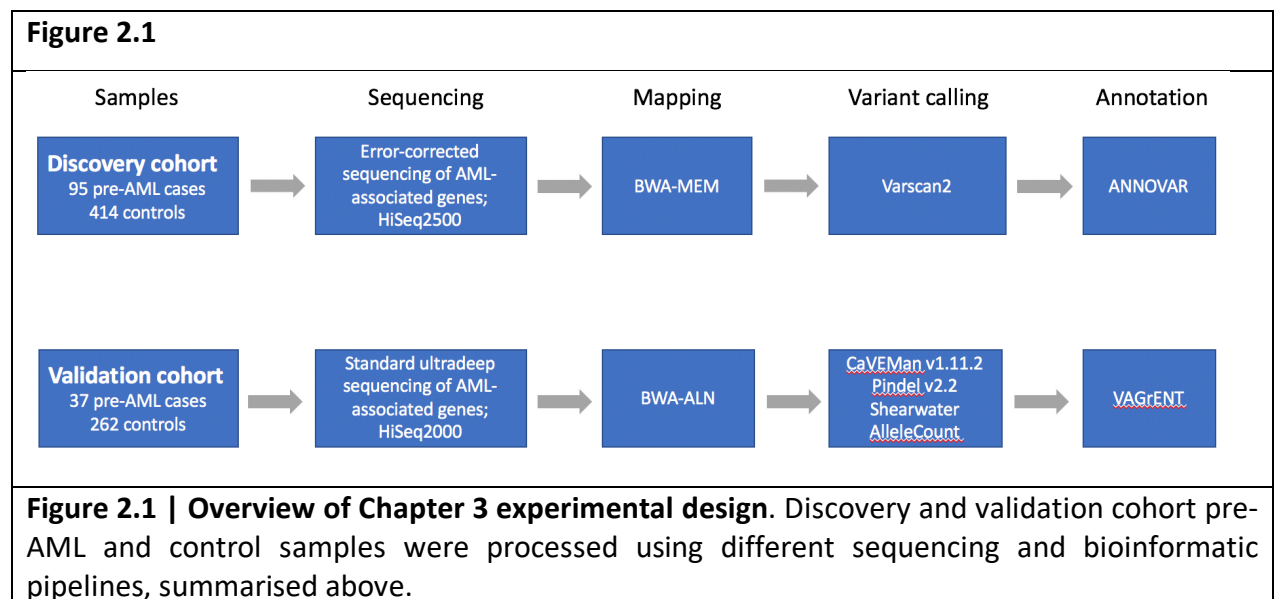 Figure 2.1
Samples
Sequencing
Mapping
Variant calling
Annotation
Discovery cohort
95 pre-AML cases
414 controls
Error-corrected
sequencing of AML-
associated genes;
HiSeq2500
BWA-MEM
Varscan2
ANNOVAR
Validation cohort
37 pre-AML cases
262 controls
Standard ultradeep
sequencing of AML-
associated genes;
HiSeq2000
BWA-ALN
CaVEMan v1.11.2
Pindel v2.2
Shearwater
AlleleCount
VAGrENT
Figure 2.1 | Overview of Chapter 3 experimental design. Discovery and validation cohort pre-
AML and control samples were processed using different sequencing and bioinformatic
pipelines, summarised above.